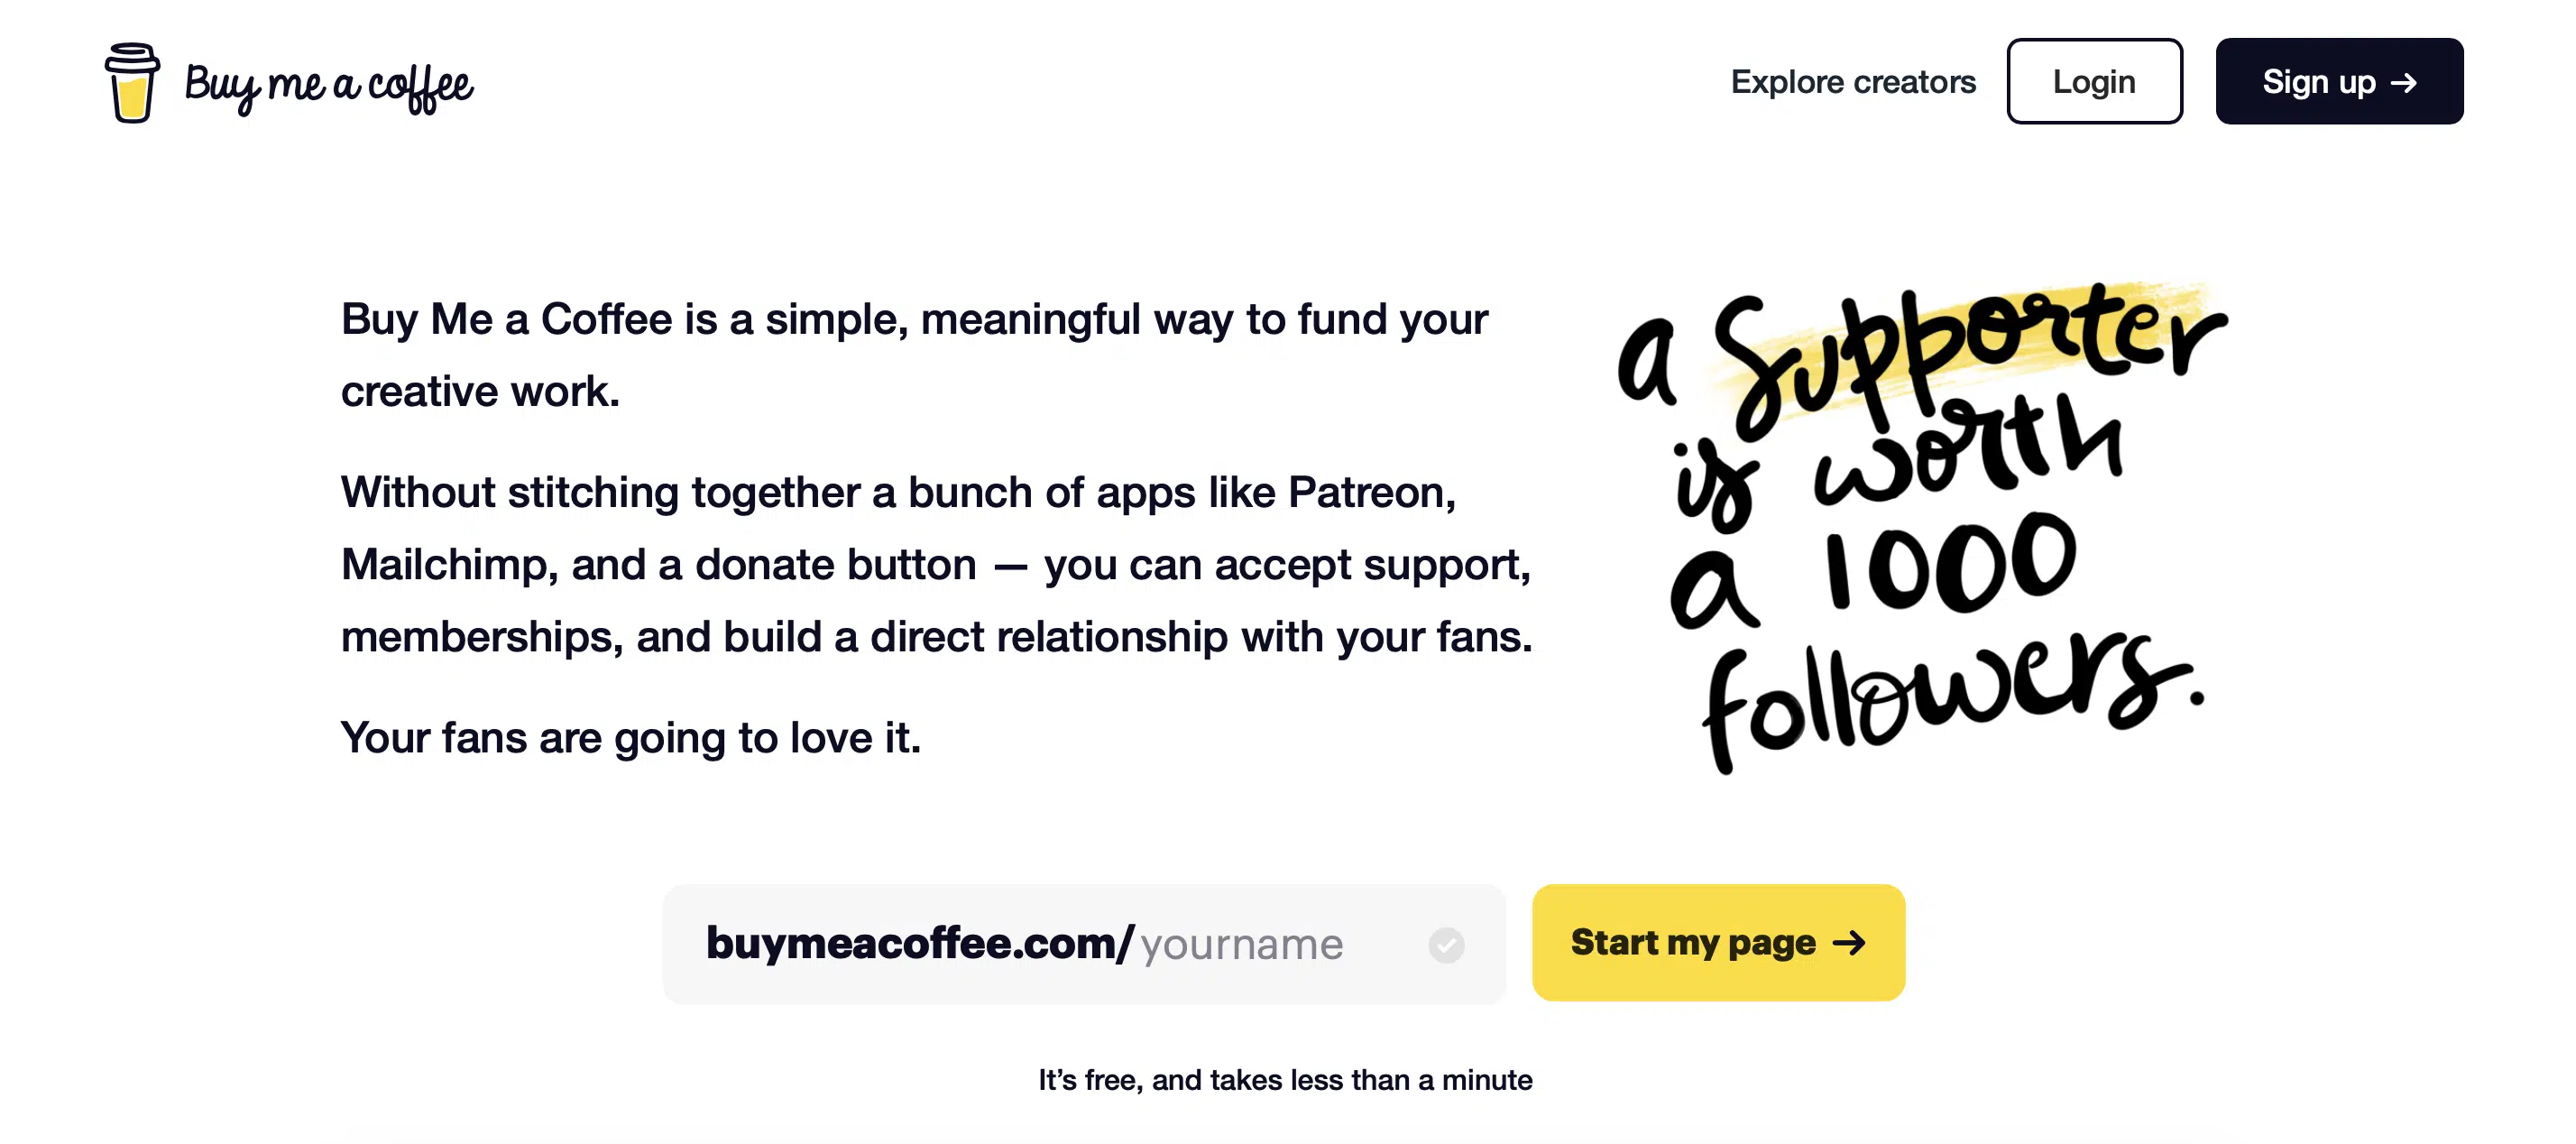 Buy me a coffee
Explore creators
Login
Sign up →
Buy Me a Coffee is a simple, meaningful way to fund your
creative work.
Without stitching together a bunch of apps like Patreon,
Mailchimp, and a donate button — you can accept support,
memberships, and build a direct relationship with your fans.
Your fans are going to love it.
a Supporter
is worth
a 1000
followers.
buymeacoffee.com/yourname
Start my page →
It’s free, and takes less than a minute